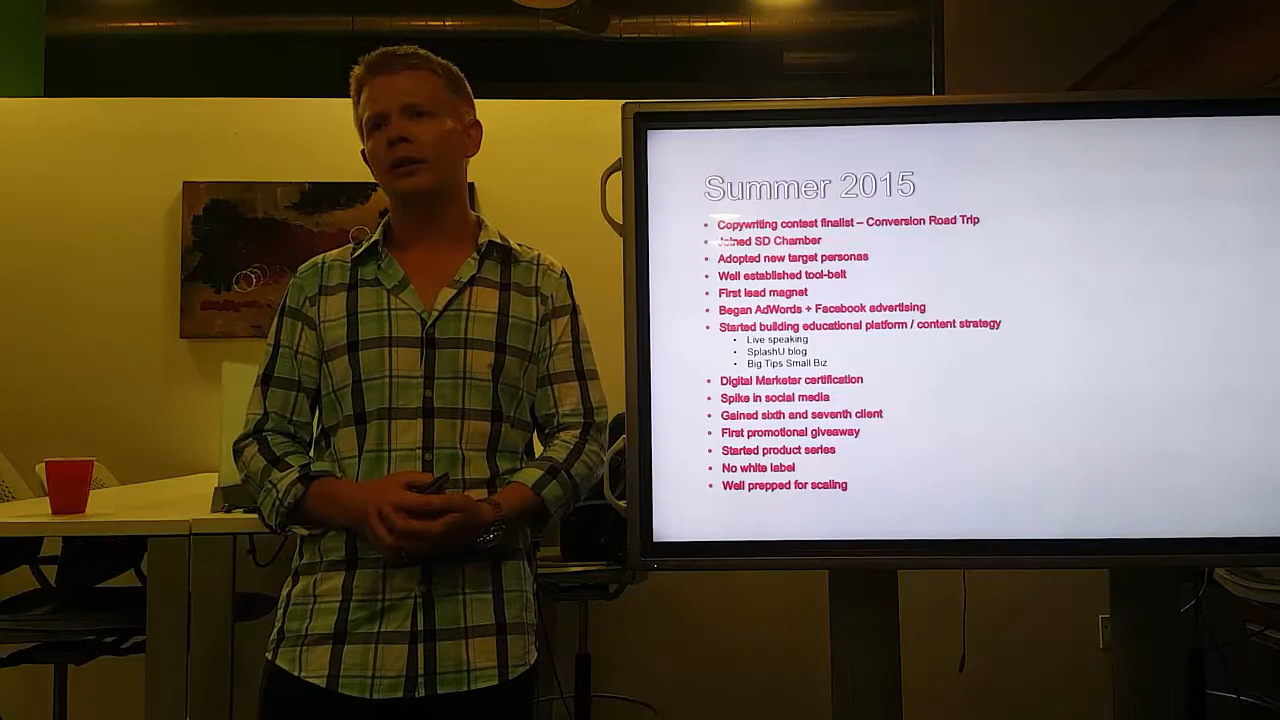 Summer 2015
Copywriting contest finalist – Conversion Road Trip
Joined SD Chamber
Adopted new target personas
Well established tool-belt
First lead magnet
Began AdWords + Facebook advertising
Started building educational platform / content strategy
Live speaking
SplashU blog
Big Tips Small Biz
Digital Marketer certification
Spike in social media
Gained sixth and seventh client
First promotional giveaway
Started product series
No white label
Well prepped for scaling